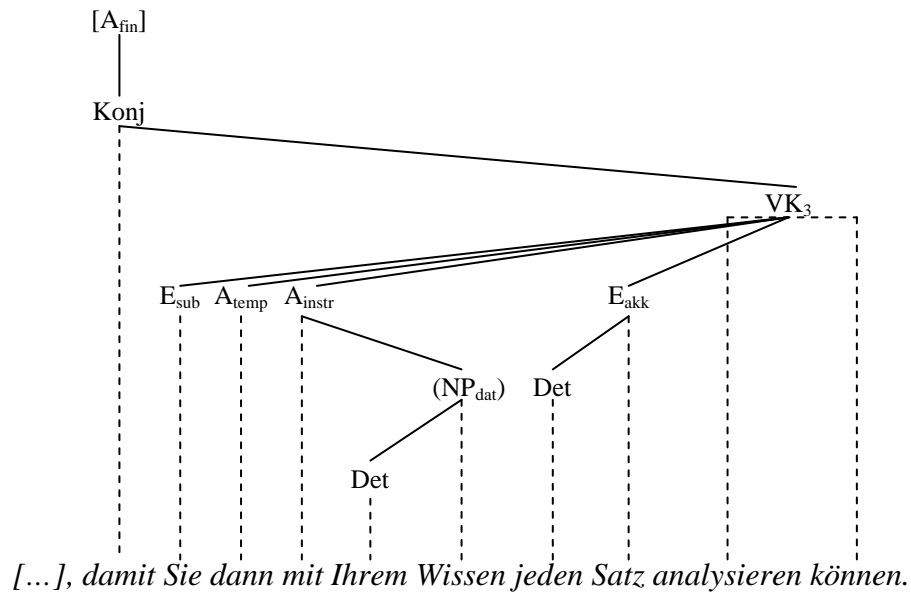 [A_fin]
Konj
VK_3
E_sub A_temp A_instr E_akk
(NP_dat) Det
Det
[…], damit Sie dann mit Ihrem Wissen jeden Satz analysieren können.